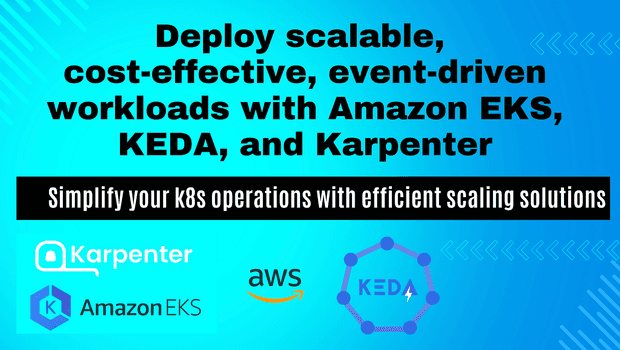 Deploy scalable,
cost-effective, event-driven
workloads with Amazon EKS,
KEDA, and Karpenter
Simplify your k8s operations with efficient scaling solutions
Karpenter
K Amazon EKS
aws
KEDA